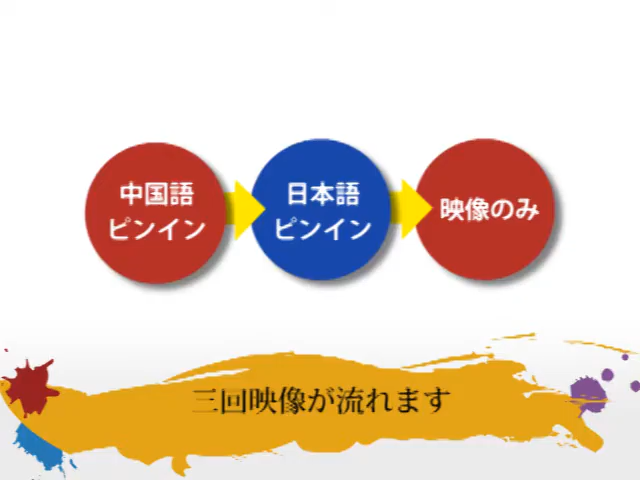 中国語
ピンイン
日本語
ピンイン
映像のみ
三回映像が流れます